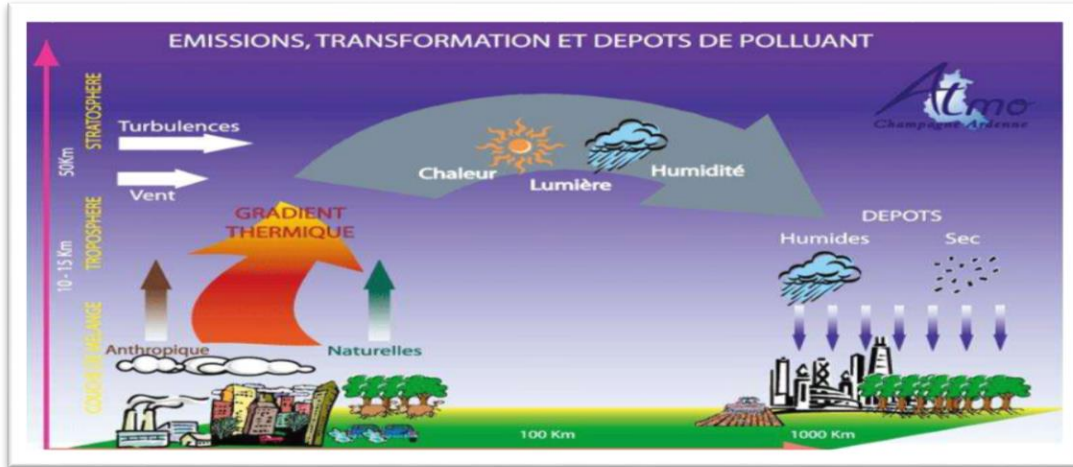 EMISSIONS, TRANSFORMATION ET DEPOTS DE POLLUANT
Atmo
Champagne Ardenne
STRATOSPHERE
50Km
Turbulences
Vent
Chaleur
Lumière
Humidité
TROPOSPHERE
10 - 15 Km
GRADIENT
THERMIQUE
DEPOTS
Humides
Sec
COUCHE DE MELANGE
Anthropique
Naturelles
100 Km
1000 Km